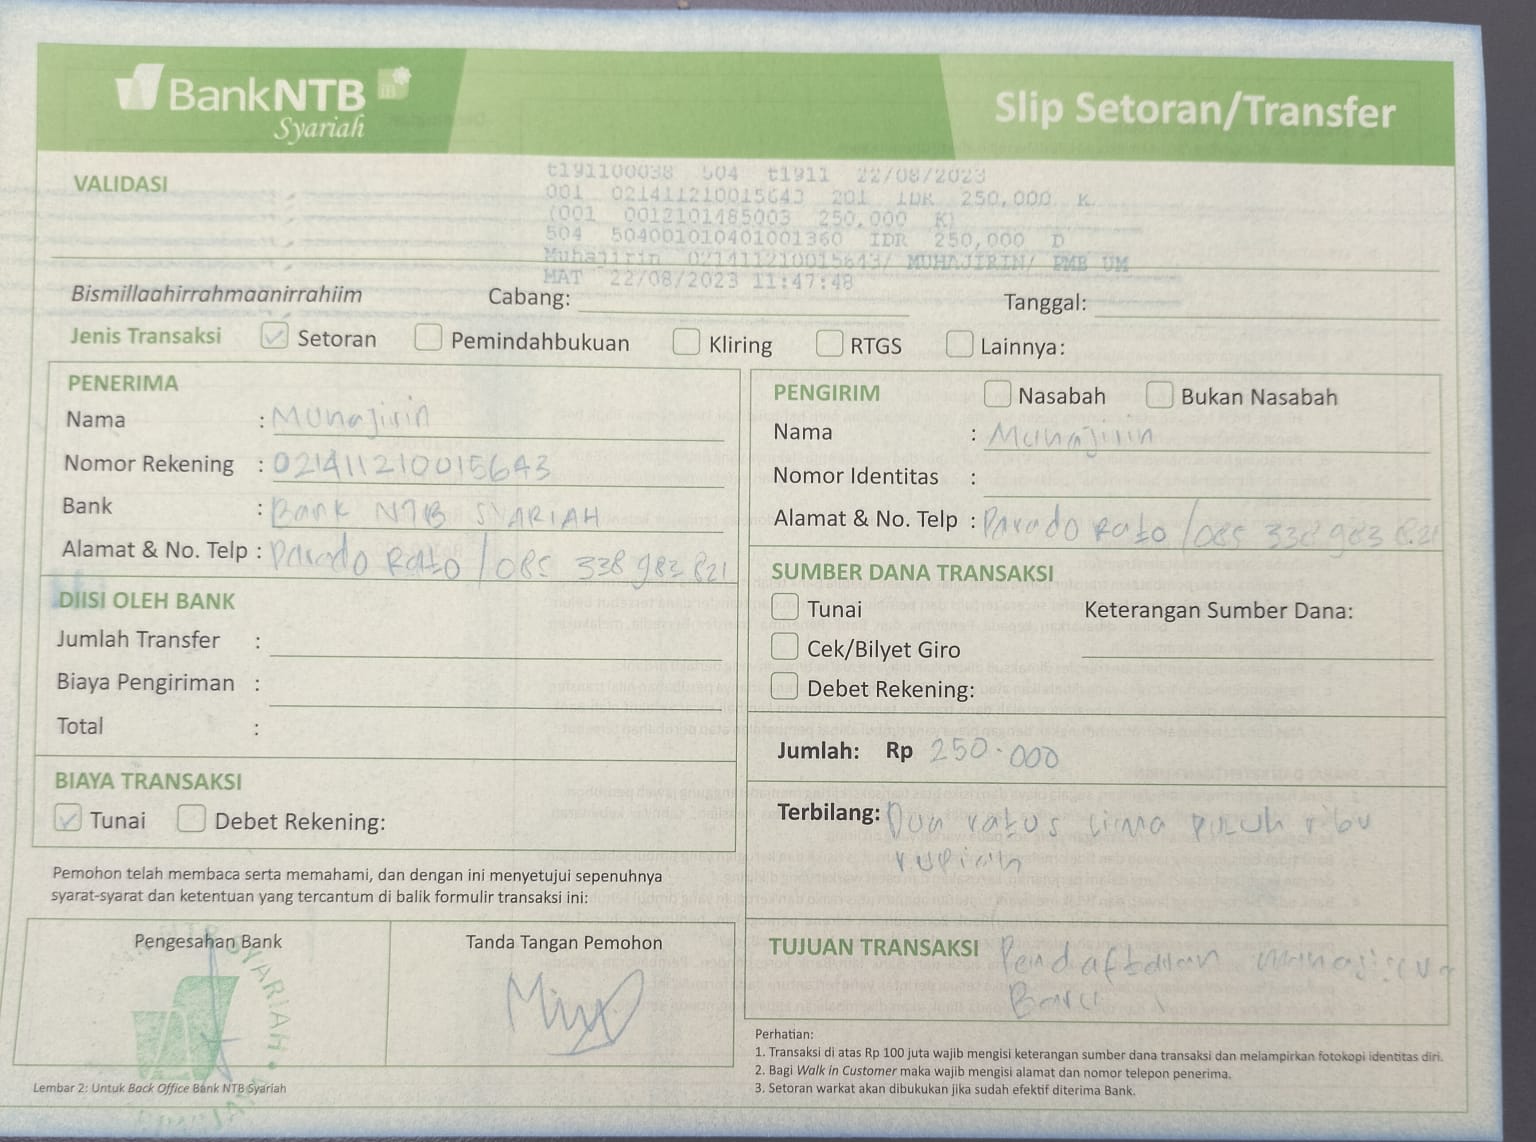 BankNTB
Syariah
Slip Setoran/Transfer
VALIDASI
t191100038 504 t1911 22/08/2023
001 021411210015643 201 IDR 250,000 K
(001 0012101485003 250,000 K)
504 504001010401001360 IDR 250,000 D
Muhajirin 021411210015643/ MUHAJIRIN/ PMB UM
MAT 22/08/2023 11:47:48
Bismillaahirrahmaanirrahiim Cabang: Tanggal:
Jenis Transaksi Setoran Pemindahbukuan Kliring RTGS Lainnya:
PENERIMA
Nama : Muhajirin
Nomor Rekening : 021411210015643
Bank : Bank NTB SYARIAH
Alamat & No. Telp : Parado Rato / 085 338 983 821
DIISI OLEH BANK
Jumlah Transfer :
Biaya Pengiriman :
Total :
BIAYA TRANSAKSI
Tunai Debet Rekening:
Pemohon telah membaca serta memahami, dan dengan ini menyetujui sepenuhnya
syarat-syarat dan ketentuan yang tercantum di balik formulir transaksi ini:
Pengesahan Bank
Tanda Tangan Pemohon
SYARIAH
Lembar 2: Untuk Back Office Bank NTB Syariah
PENGIRIM Nasabah Bukan Nasabah
Nama : Muhajirin
Nomor Identitas :
Alamat & No. Telp : Parado Rato / 085 338 983 821
SUMBER DANA TRANSAKSI
Tunai Keterangan Sumber Dana:
Cek/Bilyet Giro
Debet Rekening:
Jumlah: Rp 250.000
Terbilang: Dua ratus lima puluh ribu
rupiah
TUJUAN TRANSAKSI Pendaftaran mahasiswa
Baru
Perhatian:
1. Transaksi di atas Rp 100 juta wajib mengisi keterangan sumber dana transaksi dan melampirkan fotokopi identitas diri.
2. Bagi Walk in Customer maka wajib mengisi alamat dan nomor telepon penerima.
3. Setoran warkat akan dibukukan jika sudah efektif diterima Bank.